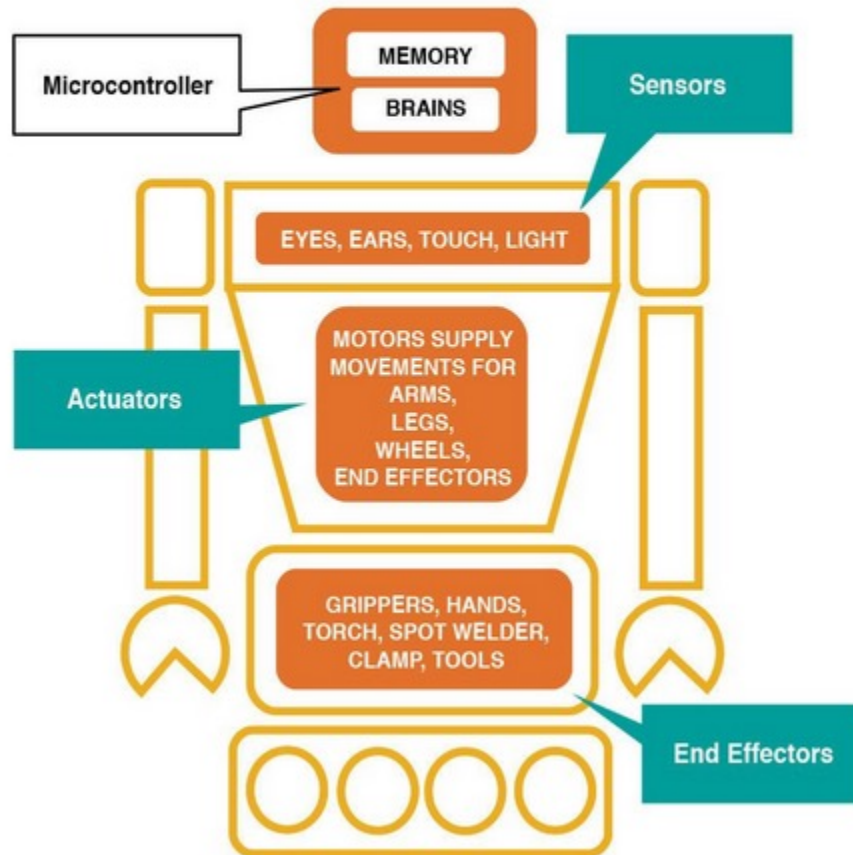 MEMORY
Microcontroller
BRAINS
Sensors
EYES, EARS, TOUCH, LIGHT
MOTORS SUPPLY
MOVEMENTS FOR
ARMS,
LEGS,
WHEELS,
END EFFECTORS
Actuators
GRIPPERS, HANDS,
TORCH, SPOT WELDER,
CLAMP, TOOLS
End Effectors